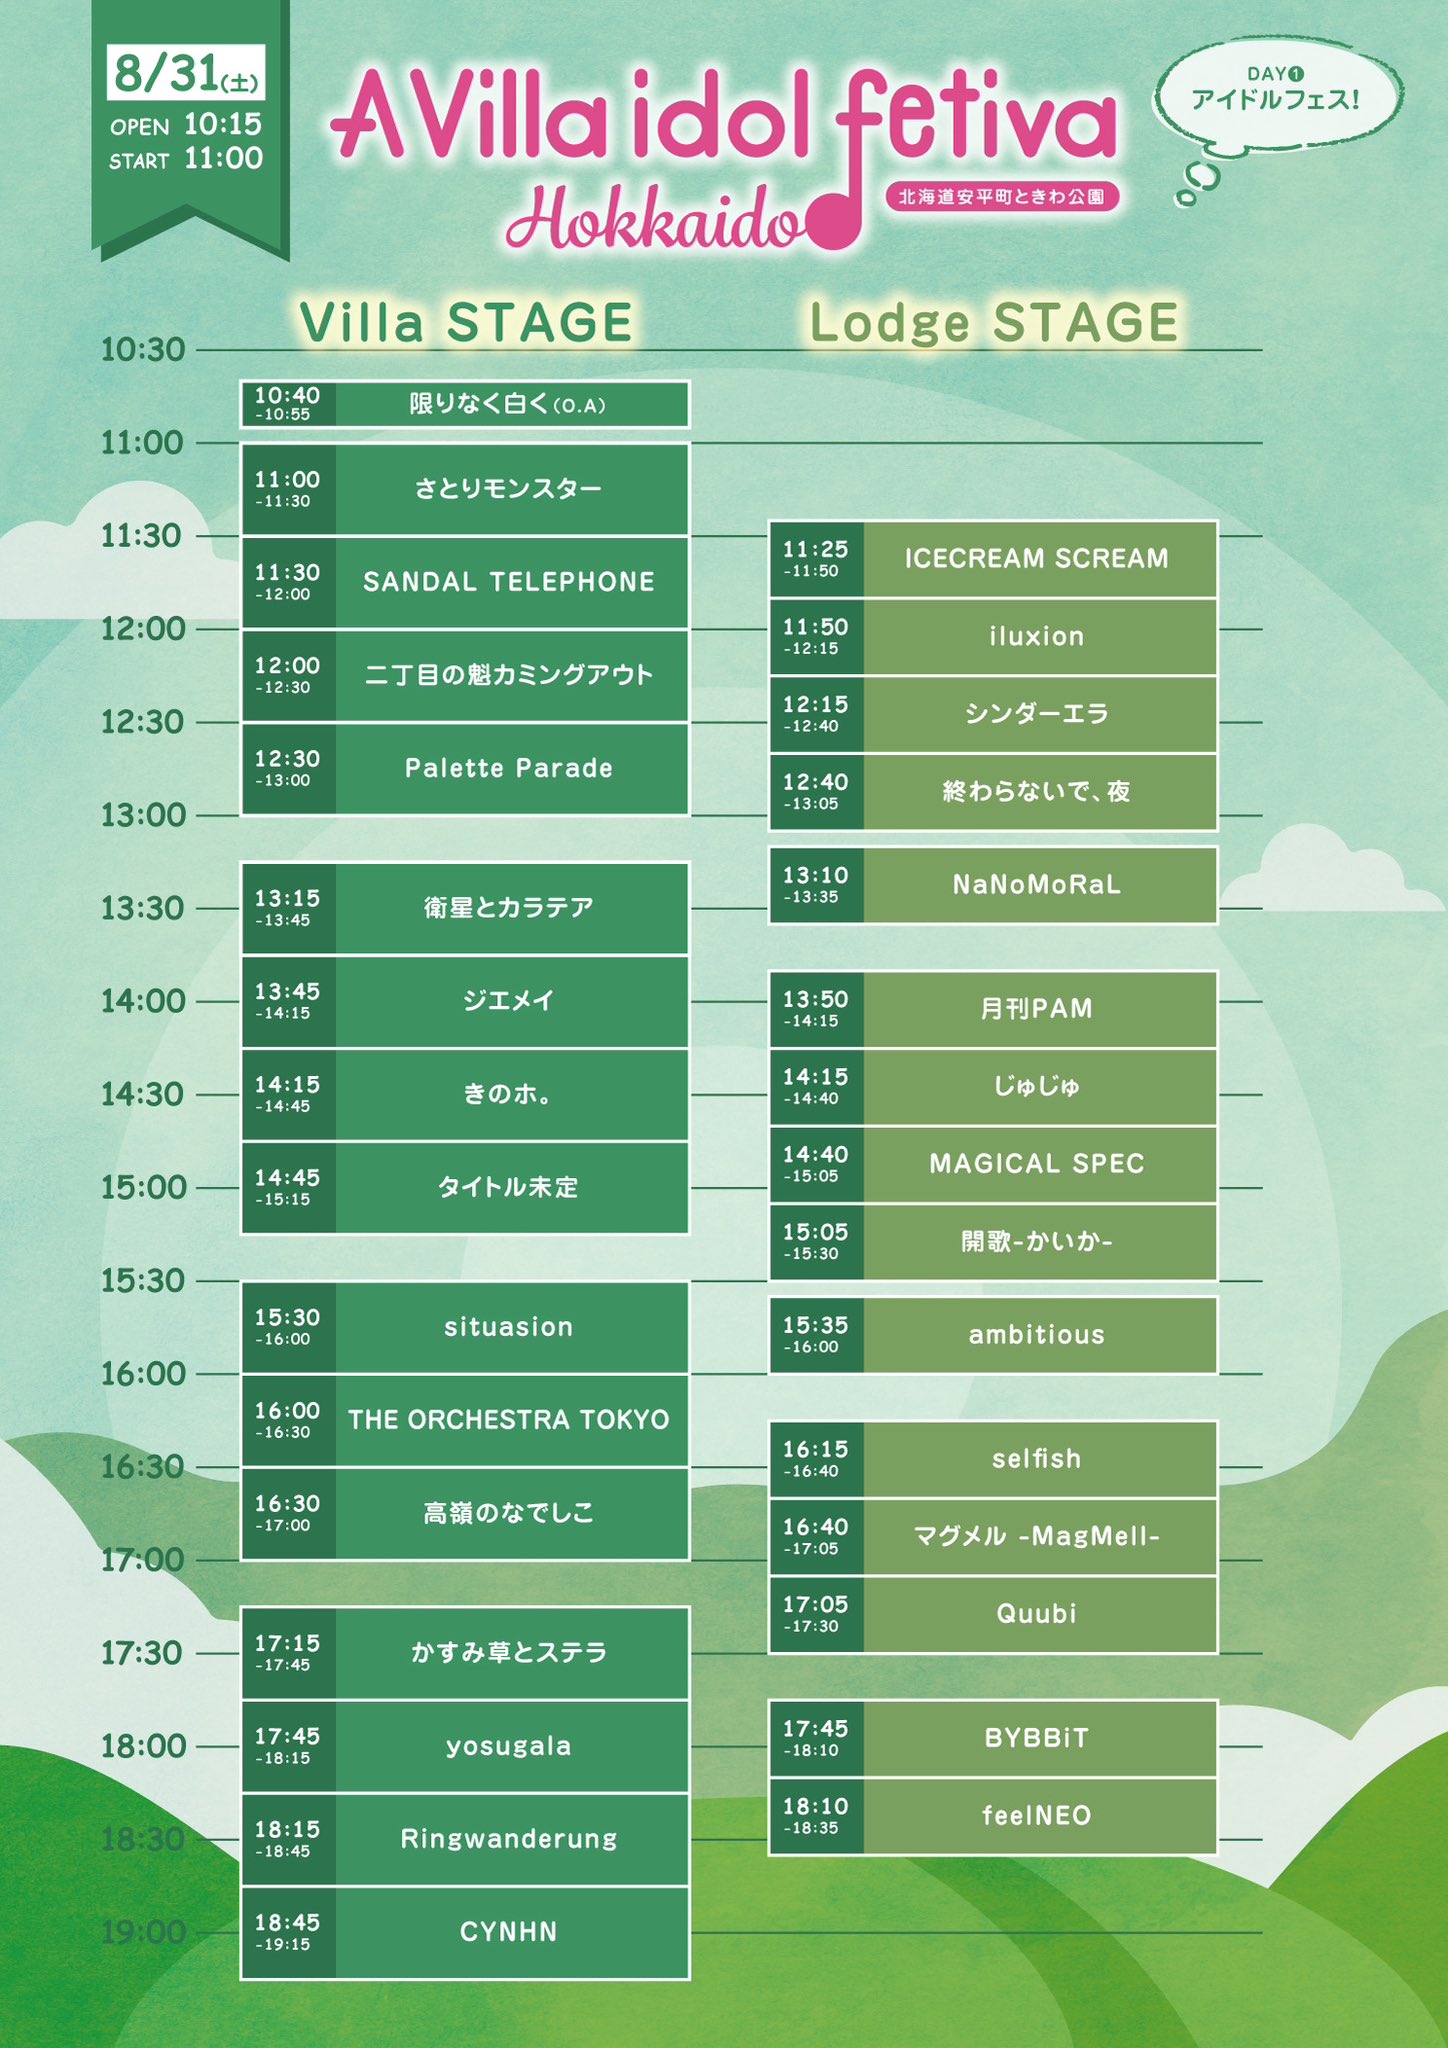 8/31(土)
OPEN 10:15
START 11:00
A Villa idol fetiva
Hokkaido
北海道安平町ときわ公園
DAY❶
アイドルフェス!
Villa STAGE
Lodge STAGE
10:30
11:00
11:30
12:00
12:30
13:00
13:30
14:00
14:30
15:00
15:30
16:00
16:30
17:00
17:30
18:00
18:30
19:00
10:40
-10:55
限りなく白く(O.A)
11:00
-11:30
さとりモンスター
11:30
-12:00
SANDAL TELEPHONE
12:00
-12:30
二丁目の魁カミングアウト
12:30
-13:00
Palette Parade
13:15
-13:45
衛星とカラテア
13:45
-14:15
ジエメイ
14:15
-14:45
きのホ。
14:45
-15:15
タイトル未定
15:30
-16:00
situasion
16:00
-16:30
THE ORCHESTRA TOKYO
16:30
-17:00
高嶺のなでしこ
17:15
-17:45
かすみ草とステラ
17:45
-18:15
yosugala
18:15
-18:45
Ringwanderung
18:45
-19:15
CYNHN
11:25
-11:50
ICECREAM SCREAM
11:50
-12:15
iluxion
12:15
-12:40
シンダーエラ
12:40
-13:05
終わらないで、夜
13:10
-13:35
NaNoMoRaL
13:50
-14:15
月刊PAM
14:15
-14:40
じゅじゅ
14:40
-15:05
MAGICAL SPEC
15:05
-15:30
開歌-かいか-
15:35
-16:00
ambitious
16:15
-16:40
selfish
16:40
-17:05
マグメル -MagMell-
17:05
-17:30
Quubi
17:45
-18:10
BYBBiT
18:10
-18:35
feelNEO